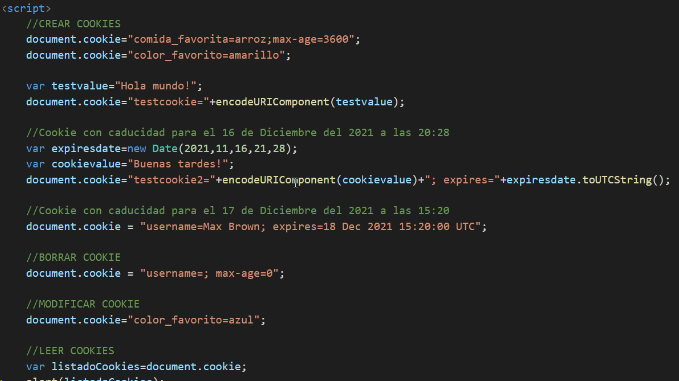 <script>
//CREAR COOKIES
document.cookie="comida_favorita=arroz;max-age=3600";
document.cookie="color_favorito=amarillo";
var testvalue="Hola mundo!";
document.cookie="testcookie="+encodeURIComponent(testvalue);
//Cookie con caducidad para el 16 de Diciembre del 2021 a las 20:28
var expiresdate=new Date(2021,11,16,21,28);
var cookievalue="Buenas tardes!";
document.cookie="testcookie2="+encodeURIComponent(cookievalue)+"; expires="+expiresdate.toUTCString();
//Cookie con caducidad para el 17 de Diciembre del 2021 a las 15:20
document.cookie = "username=Max Brown; expires=18 Dec 2021 15:20:00 UTC";
//BORRAR COOKIE
document.cookie = "username=; max-age=0";
//MODIFICAR COOKIE
document.cookie="color_favorito=azul";
//LEER COOKIES
var listadoCookies=document.cookie;
alert(listadoCookies);